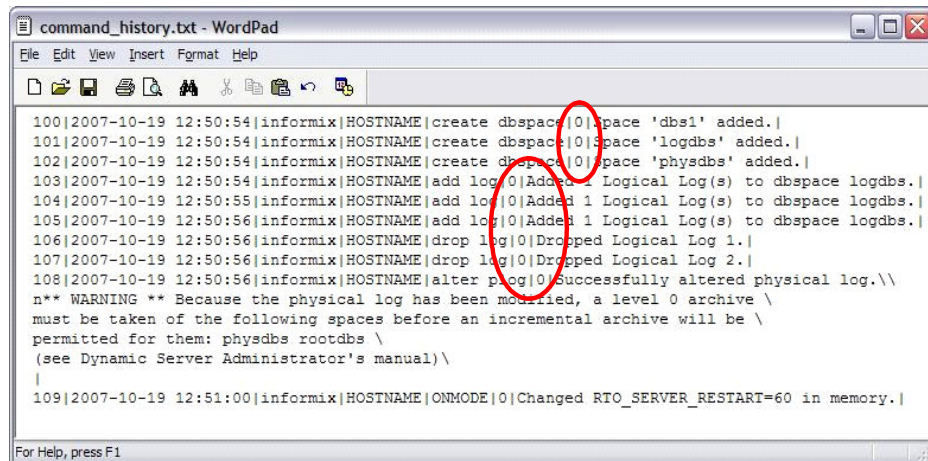 command_history.txt - WordPad
File Edit View Insert Format Help
100|2007-10-19 12:50:54|informix|HOSTNAME|create dbspace|0|Space 'dbs1' added.|
101|2007-10-19 12:50:54|informix|HOSTNAME|create dbspace|0|Space 'logdbs' added.|
102|2007-10-19 12:50:54|informix|HOSTNAME|create dbspace|0|Space 'physdbs' added.|
103|2007-10-19 12:50:54|informix|HOSTNAME|add log|0|Added 1 Logical Log(s) to dbspace logdbs.|
104|2007-10-19 12:50:55|informix|HOSTNAME|add log|0|Added 1 Logical Log(s) to dbspace logdbs.|
105|2007-10-19 12:50:56|informix|HOSTNAME|add log|0|Added 1 Logical Log(s) to dbspace logdbs.|
106|2007-10-19 12:50:56|informix|HOSTNAME|drop log|0|Dropped Logical Log 1.|
107|2007-10-19 12:50:56|informix|HOSTNAME|drop log|0|Dropped Logical Log 2.|
108|2007-10-19 12:50:56|informix|HOSTNAME|alter plog|0|Successfully altered physical log.\\
n** WARNING ** Because the physical log has been modified, a level 0 archive \
must be taken of the following spaces before an incremental archive will be \
permitted for them: physdbs rootdbs \
(see Dynamic Server Administrator's manual)\
|
109|2007-10-19 12:51:00|informix|HOSTNAME|ONMODE|0|Changed RTO_SERVER_RESTART=60 in memory.|
For Help, press F1